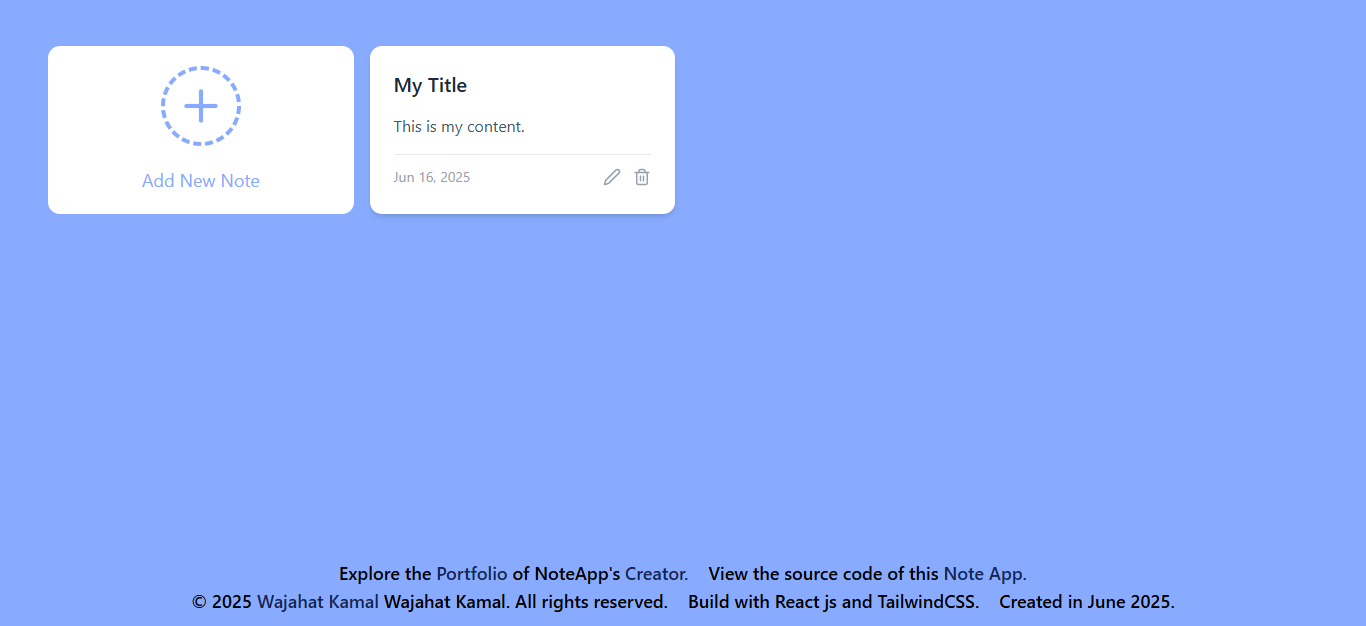 Add New Note
My Title
This is my content.
Jun 16, 2025
Explore the Portfolio of NoteApp's Creator. View the source code of this Note App.
© 2025 Wajahat Kamal Wajahat Kamal. All rights reserved. Build with React js and TailwindCSS. Created in June 2025.